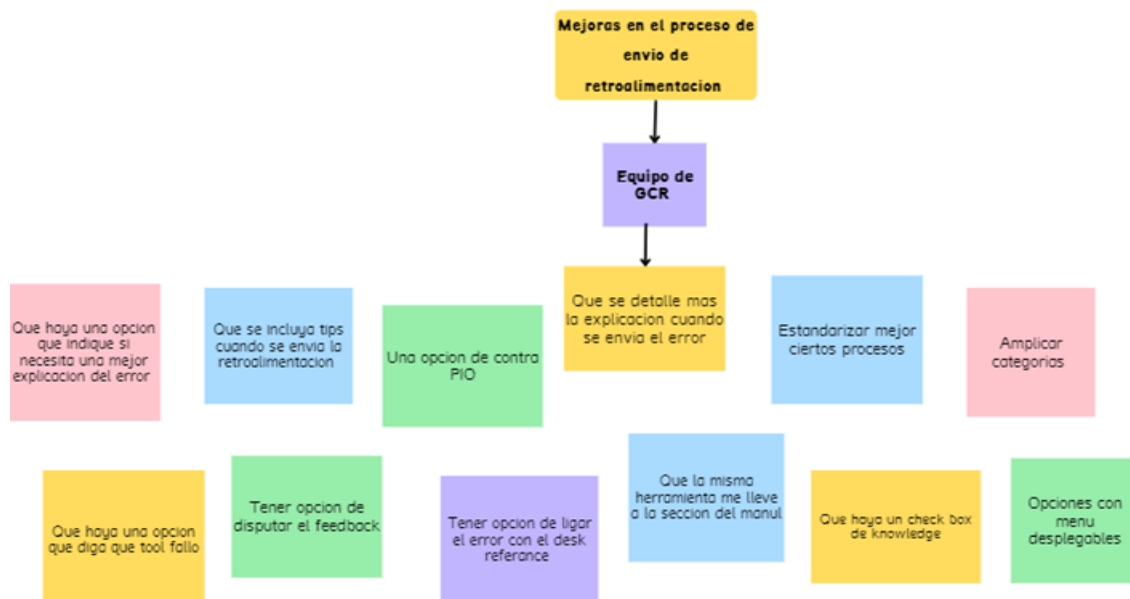 Mejoras en el proceso de
envio de
retroalimentacion
Equipo de
GCR
Que haya una opcion
que indique si
necesita una mejor
explicacion del error
Que se incluya tips
cuando se envia la
retroalimentacion
Una opcion de contra
PIO
Que se detalle mas
la explicacion cuando
se envia el error
Estandarizar mejor
ciertos procesos
Amplicar
categorias
Que haya una opcion
que diga que tool fallo
Tener opcion de
disputar el feedback
Tener opcion de ligar
el error con el desk
referance
Que la misma
herramienta me lleve
a la seccion del manul
Que haya un check box
de knowledge
Opciones con
menu
desplegables